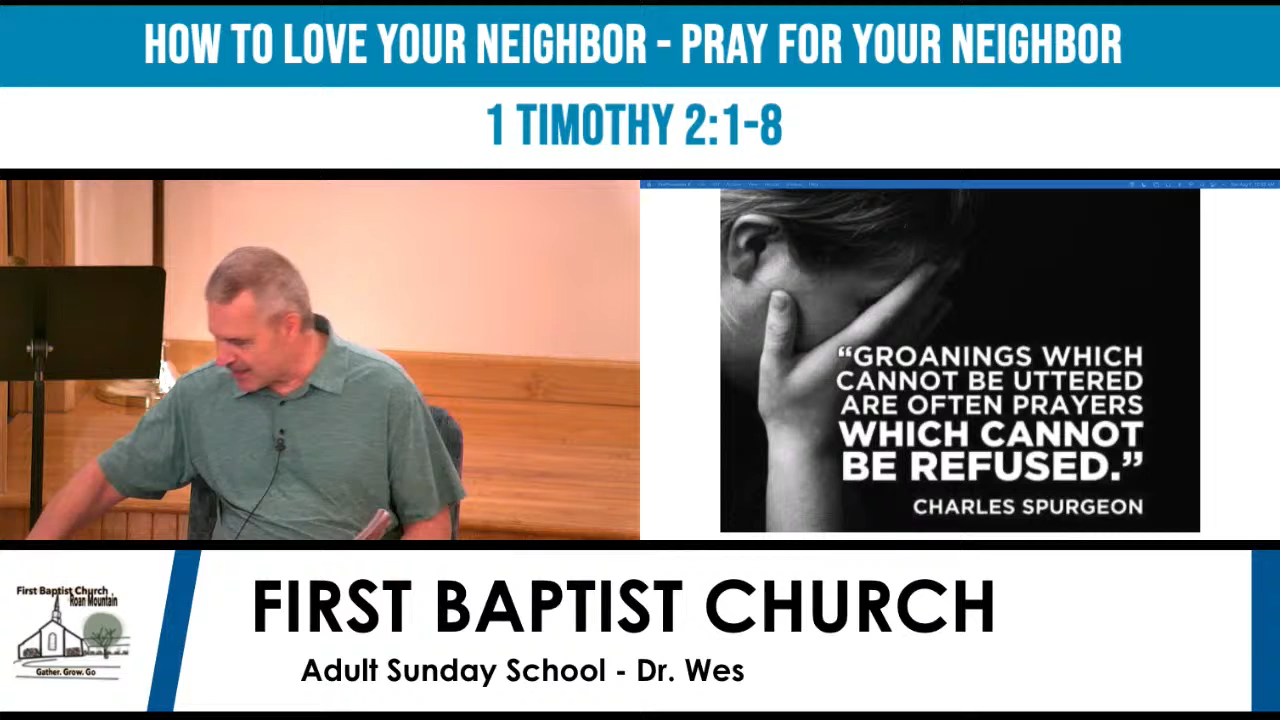 HOW TO LOVE YOUR NEIGHBOR - PRAY FOR YOUR NEIGHBOR
1 TIMOTHY 2:1-8
“GROANINGS WHICH
CANNOT BE UTTERED
ARE OFTEN PRAYERS
WHICH CANNOT
BE REFUSED.”
CHARLES SPURGEON
First Baptist Church
Roan Mountain
Gather. Grow. Go
FIRST BAPTIST CHURCH
Adult Sunday School - Dr. Wes